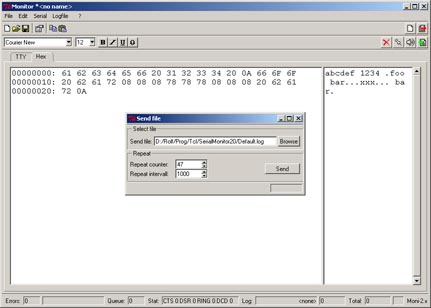 Monitor *<no name>
File Edit Serial Logfile ?
Courier New 12 B I U O
TTY Hex
00000000: 61 62 63 64 65 66 20 31 32 33 34 20 0A 66 6F 6F abcdef 1234 .foo
00000010: 20 62 61 72 08 08 08 78 78 78 78 08 08 08 20 62 61 bar...xxx... ba
00000020: 72 0A r.
Send file
Select file
Send file: D:/Rolf/Prog/Tcl/SerialMonitor20/Default.log Browse
Repeat
Repeat counter: 47
Repeat intervall: 1000 Send
Errors: 0 Queue: 0 Stat: CTS 0 DSR 0 RING 0 DCD 0 Log: <none> 0 Total: 0 Moni-2.x